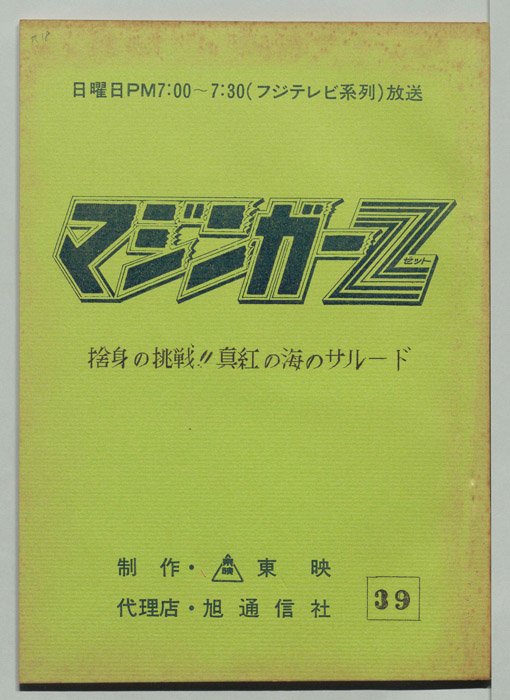 日曜日PM7:00～7:30(フジテレビ系列)放送
マジンガーZ
ゼット
捨身の挑戦!!真紅の海のサルード
制作・東映 東映
代理店・旭通信社
39